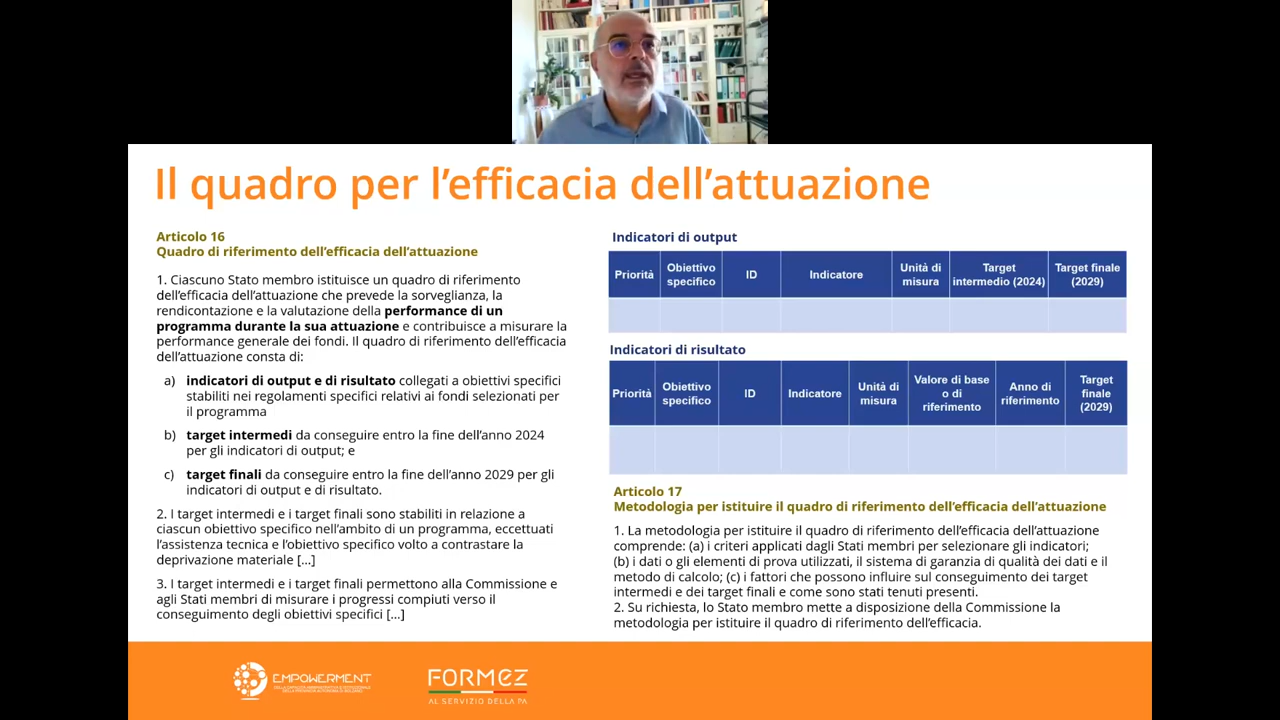 Il quadro per l'efficacia dell'attuazione
Articolo 16
Quadro di riferimento dell'efficacia dell'attuazione
1. Ciascuno Stato membro istituisce un quadro di riferimento
dell'efficacia dell'attuazione che prevede la sorveglianza, la
rendicontazione e la valutazione della performance di un
programma durante la sua attuazione e contribuisce a misurare la
performance generale dei fondi. Il quadro di riferimento dell'efficacia
dell'attuazione consta di:
a) indicatori di output e di risultato collegati a obiettivi specifici
stabiliti nei regolamenti specifici relativi ai fondi selezionati per
il programma
b) target intermedi da conseguire entro la fine dell'anno 2024
per gli indicatori di output; e
c) target finali da conseguire entro la fine dell'anno 2029 per gli
indicatori di output e di risultato.
2. I target intermedi e i target finali sono stabiliti in relazione a
ciascun obiettivo specifico nell'ambito di un programma, eccettuati
l'assistenza tecnica e l'obiettivo specifico volto a contrastare la
deprivazione materiale [...]
3. I target intermedi e i target finali permettono alla Commissione e
agli Stati membri di misurare i progressi compiuti verso il
conseguimento degli obiettivi specifici [...]
Indicatori di output
Priorità
Obiettivo
specifico
ID
Indicatore
Unità di
misura
Target
intermedio (2024)
Target finale
(2029)
Indicatori di risultato
Priorità
Obiettivo
specifico
ID
Indicatore
Unità di
misura
Valore di base
o di
riferimento
Anno di
riferimento
Target
finale
(2029)
Articolo 17
Metodologia per istituire il quadro di riferimento dell'efficacia dell'attuazione
1. La metodologia per istituire il quadro di riferimento dell'efficacia dell'attuazione
comprende: (a) i criteri applicati dagli Stati membri per selezionare gli indicatori;
(b) i dati o gli elementi di prova utilizzati, il sistema di garanzia di qualità dei dati e il
metodo di calcolo; (c) i fattori che possono influire sul conseguimento dei target
intermedi e dei target finali e come sono stati tenuti presenti.
2. Su richiesta, lo Stato membro mette a disposizione della Commissione la
metodologia per istituire il quadro di riferimento dell'efficacia.
EMPOWERMENT
FORMEZ
AL SERVIZIO DELLA PA